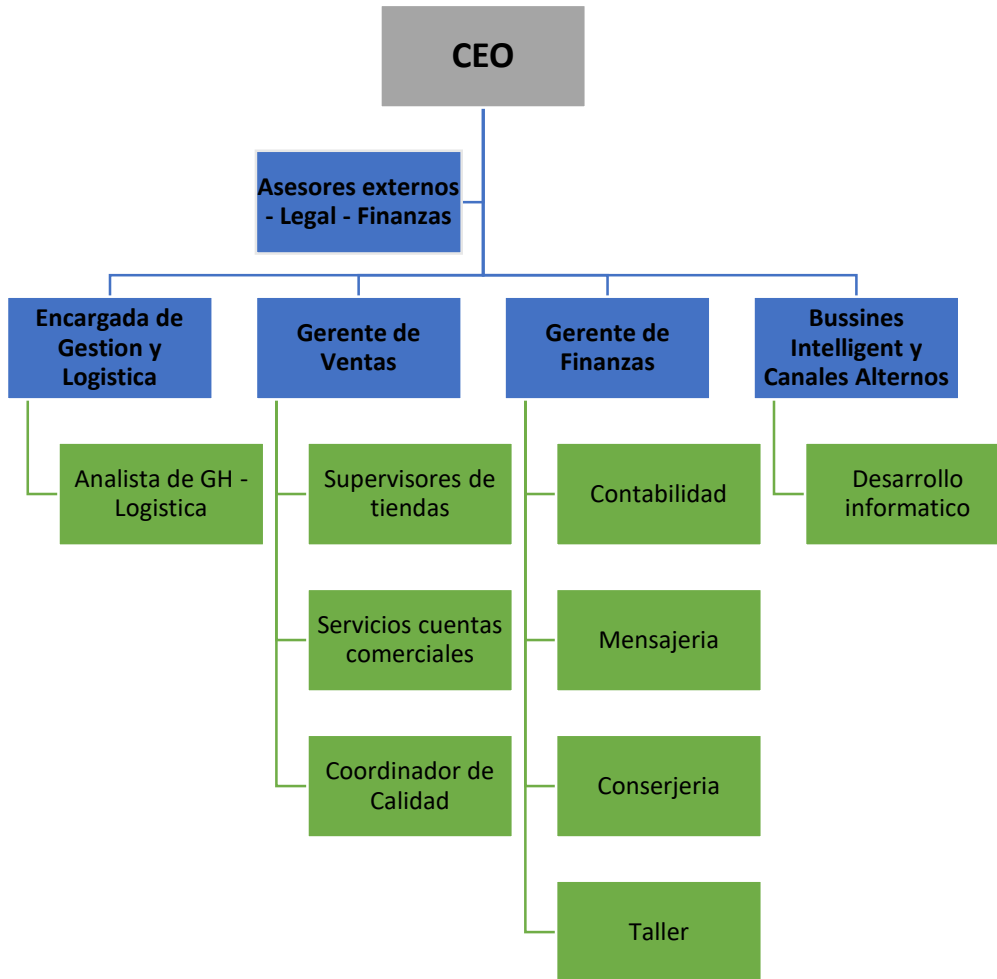 CEO
Asesores externos
- Legal - Finanzas
Encargada de
Gestion y
Logistica
Gerente de
Ventas
Gerente de
Finanzas
Bussines
Intelligent y
Canales Alternos
Analista de GH -
Logistica
Supervisores de
tiendas
Contabilidad
Desarrollo
informatico
Servicios cuentas
comerciales
Mensajeria
Coordinador de
Calidad
Conserjeria
Taller